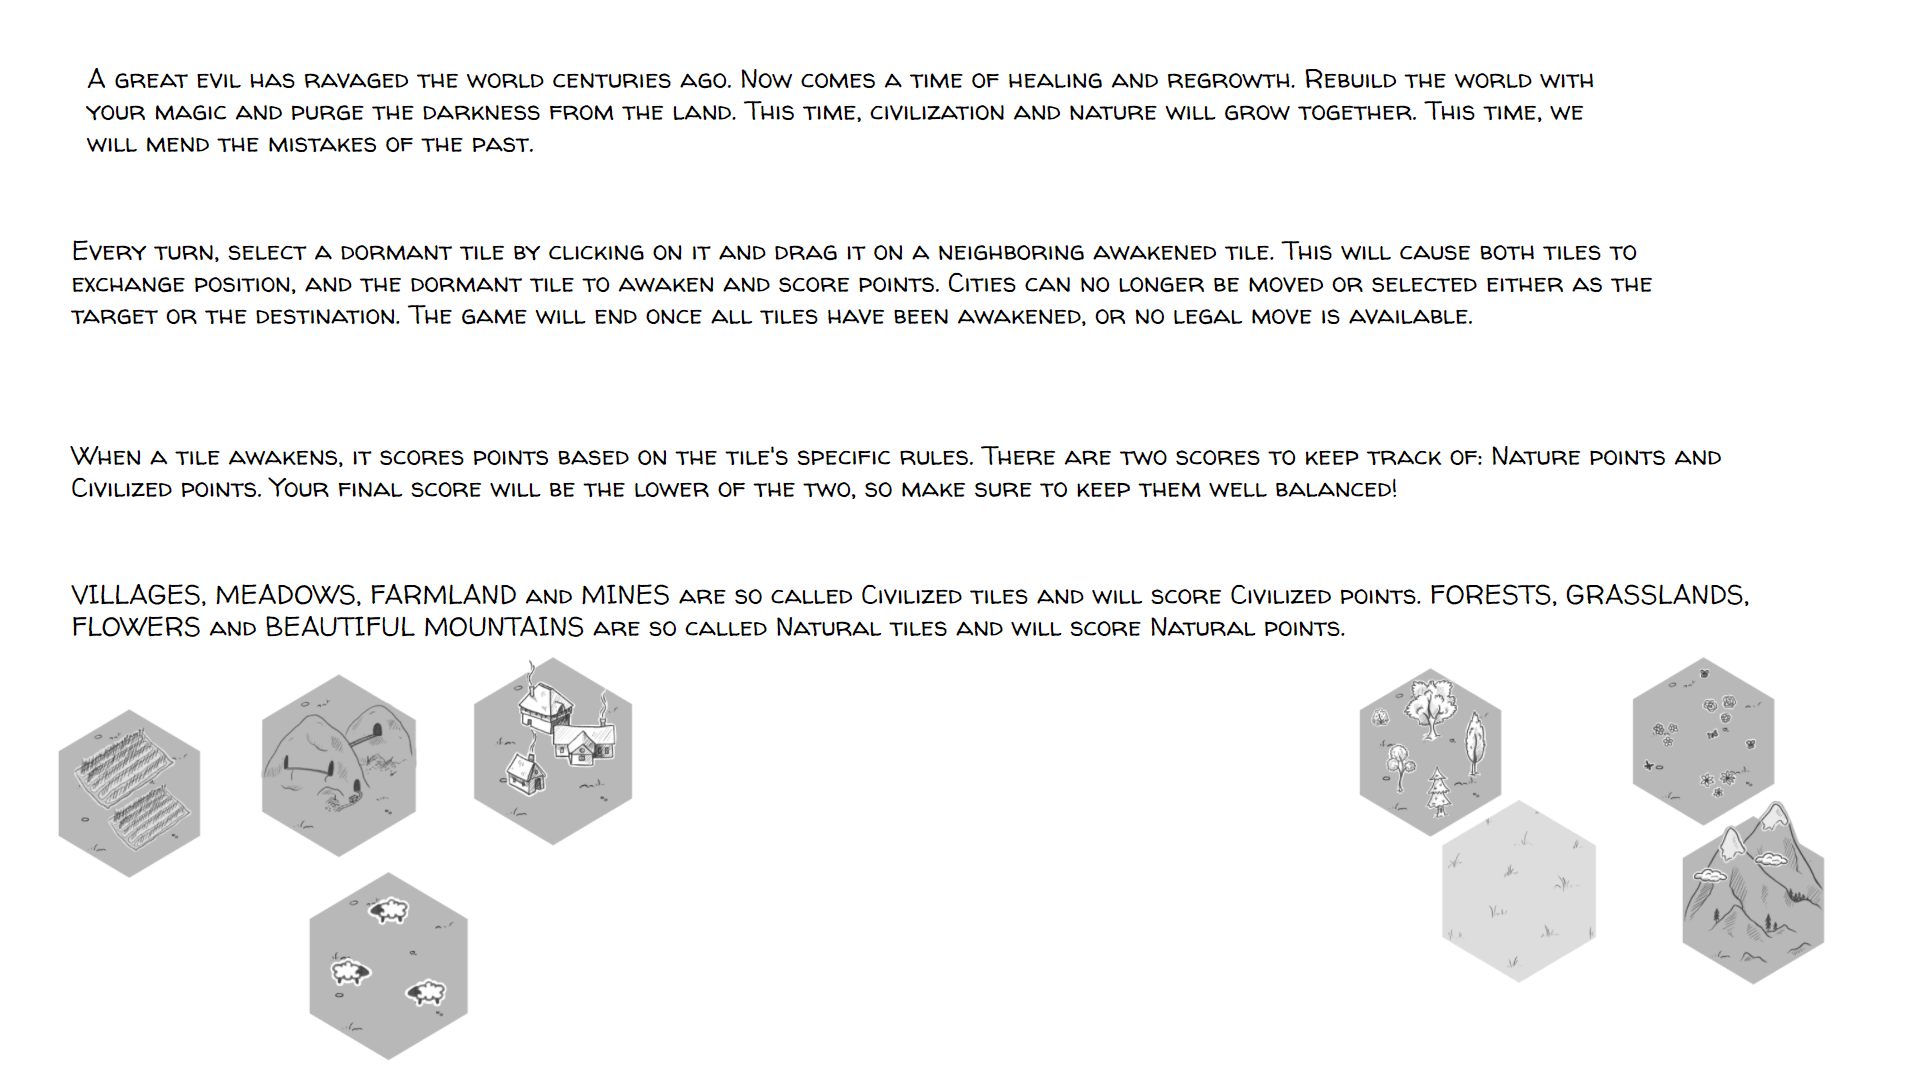 A great evil has ravaged the world centuries ago. Now comes a time of healing and regrowth. Rebuild the world with
your magic and purge the darkness from the land. This time, civilization and nature will grow together. This time, we
will mend the mistakes of the past.
Every turn, select a dormant tile by clicking on it and drag it on a neighboring awakened tile. This will cause both tiles to
exchange position, and the dormant tile to awaken and score points. Cities can no longer be moved or selected either as the
target or the destination. The game will end once all tiles have been awakened, or no legal move is available.
When a tile awakens, it scores points based on the tile's specific rules. There are two scores to keep track of: Nature points and
Civilized points. Your final score will be the lower of the two, so make sure to keep them well balanced!
VILLAGES, MEADOWS, FARMLAND and MINES are so called Civilized tiles and will score Civilized points. FORESTS, GRASSLANDS,
FLOWERS and BEAUTIFUL MOUNTAINS are so called Natural tiles and will score Natural points.